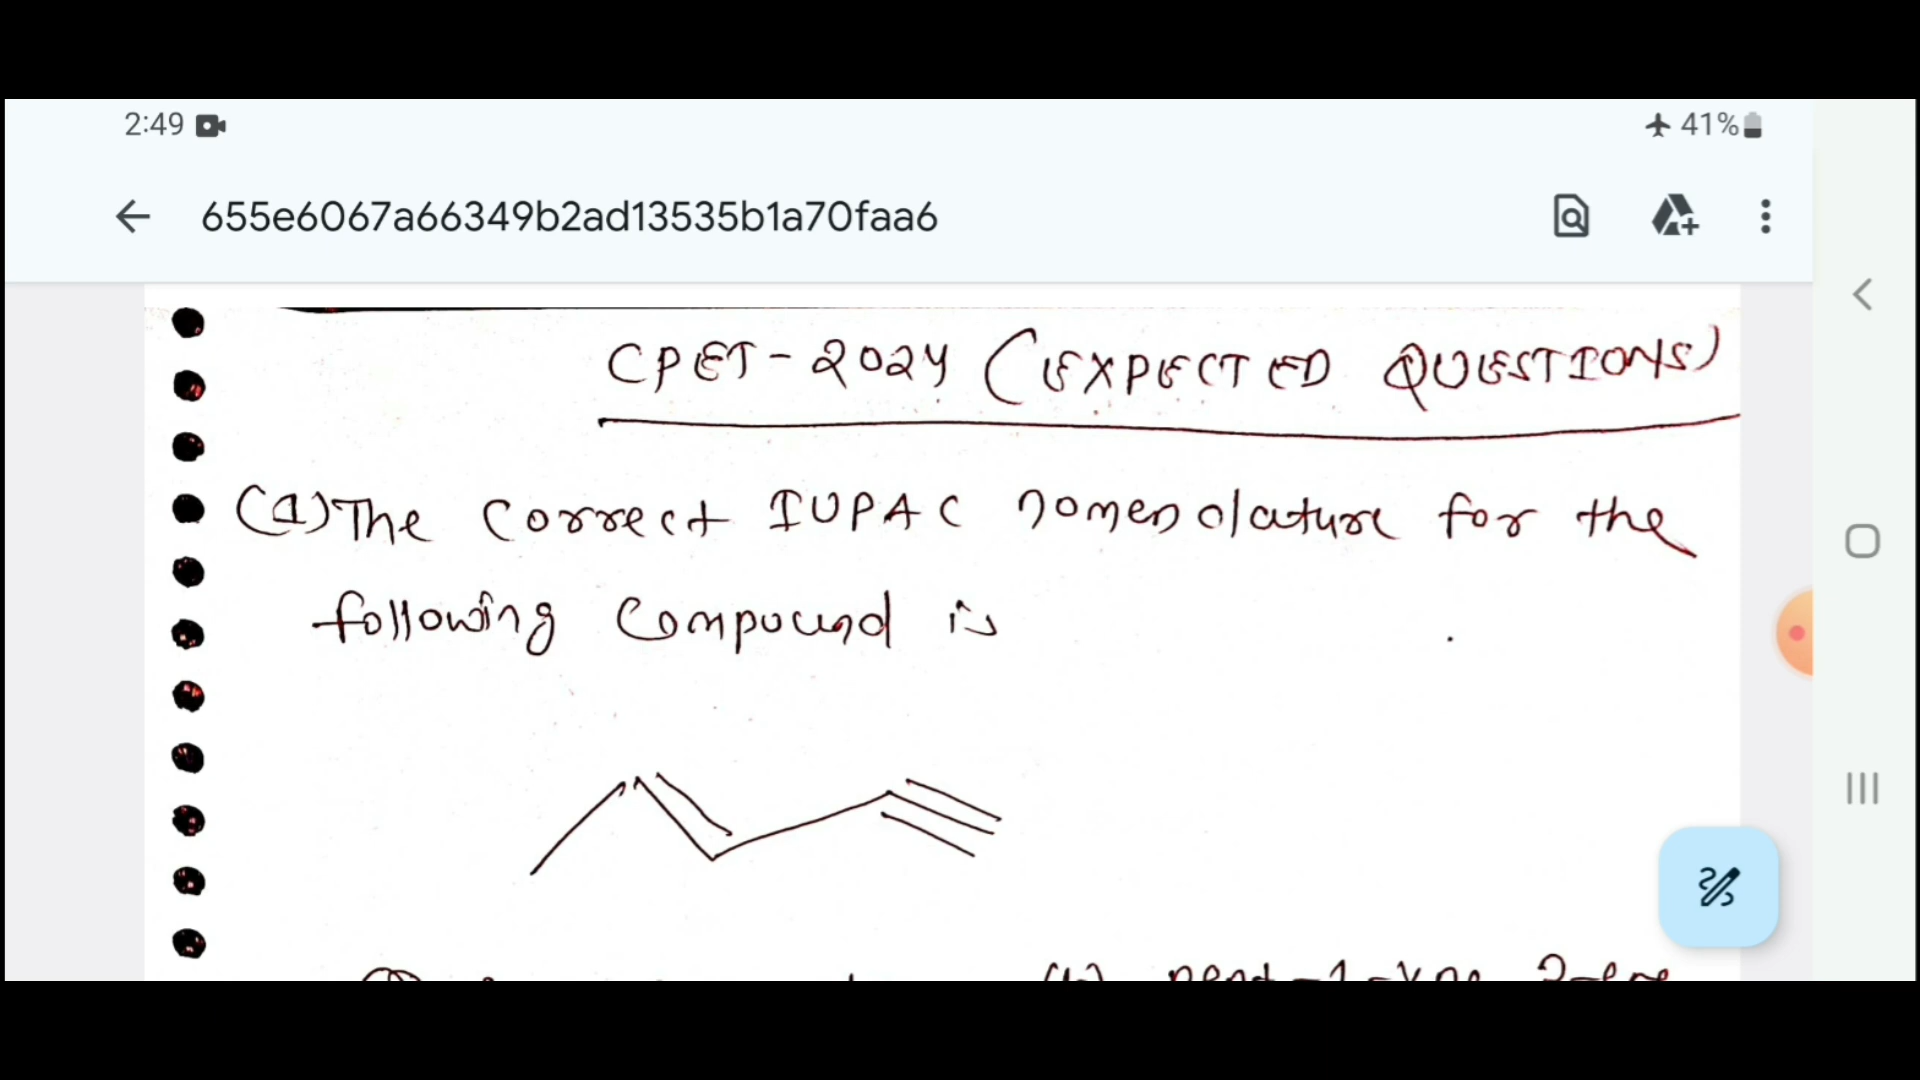 2:49
41%
655e6067a66349b2ad13535b1a70faa6
CPET-2024 (EXPECTED QUESTIONS)
(1) The Correct IUPAC nomenclature for the
following Compound is